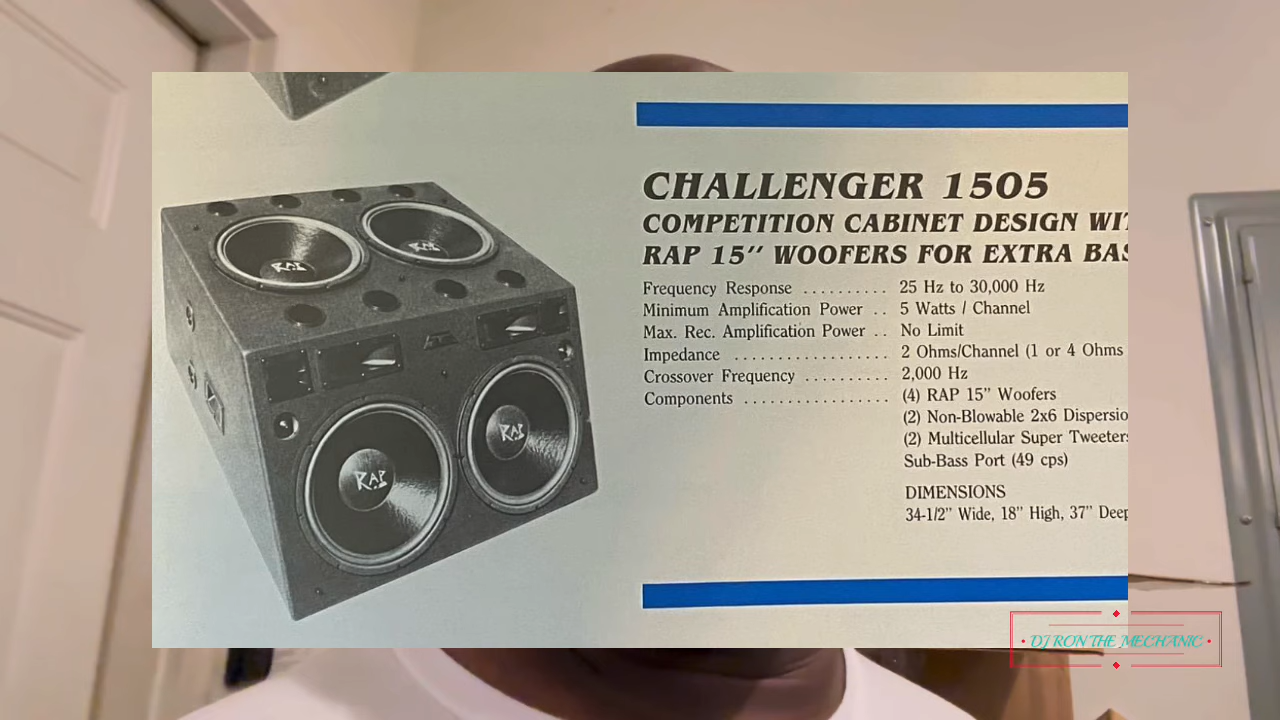 CHALLENGER 1505
COMPETITION CABINET DESIGN
RAP 15" WOOFERS FOR EXTRA
Frequency Response .......... 25 Hz to 30,000 Hz
Minimum Amplification Power .. 5 Watts / Channel
Max. Rec. Amplification Power .. No Limit
Impedance ................. 2 Ohms/Channel (1 or 4 Ohms
Crossover Frequency ......... 2,000 Hz
Components ................ (4) RAP 15" Woofers
(2) Non-Blowable 2x6
(2) Multicellular Super Tweeters
Sub-Bass Port (49 cps)
DIMENSIONS
34-1/2" Wide, 18" High, 37" Deep
RAP
RAP
RAP
RAP
DJ RON THE MECHANIC